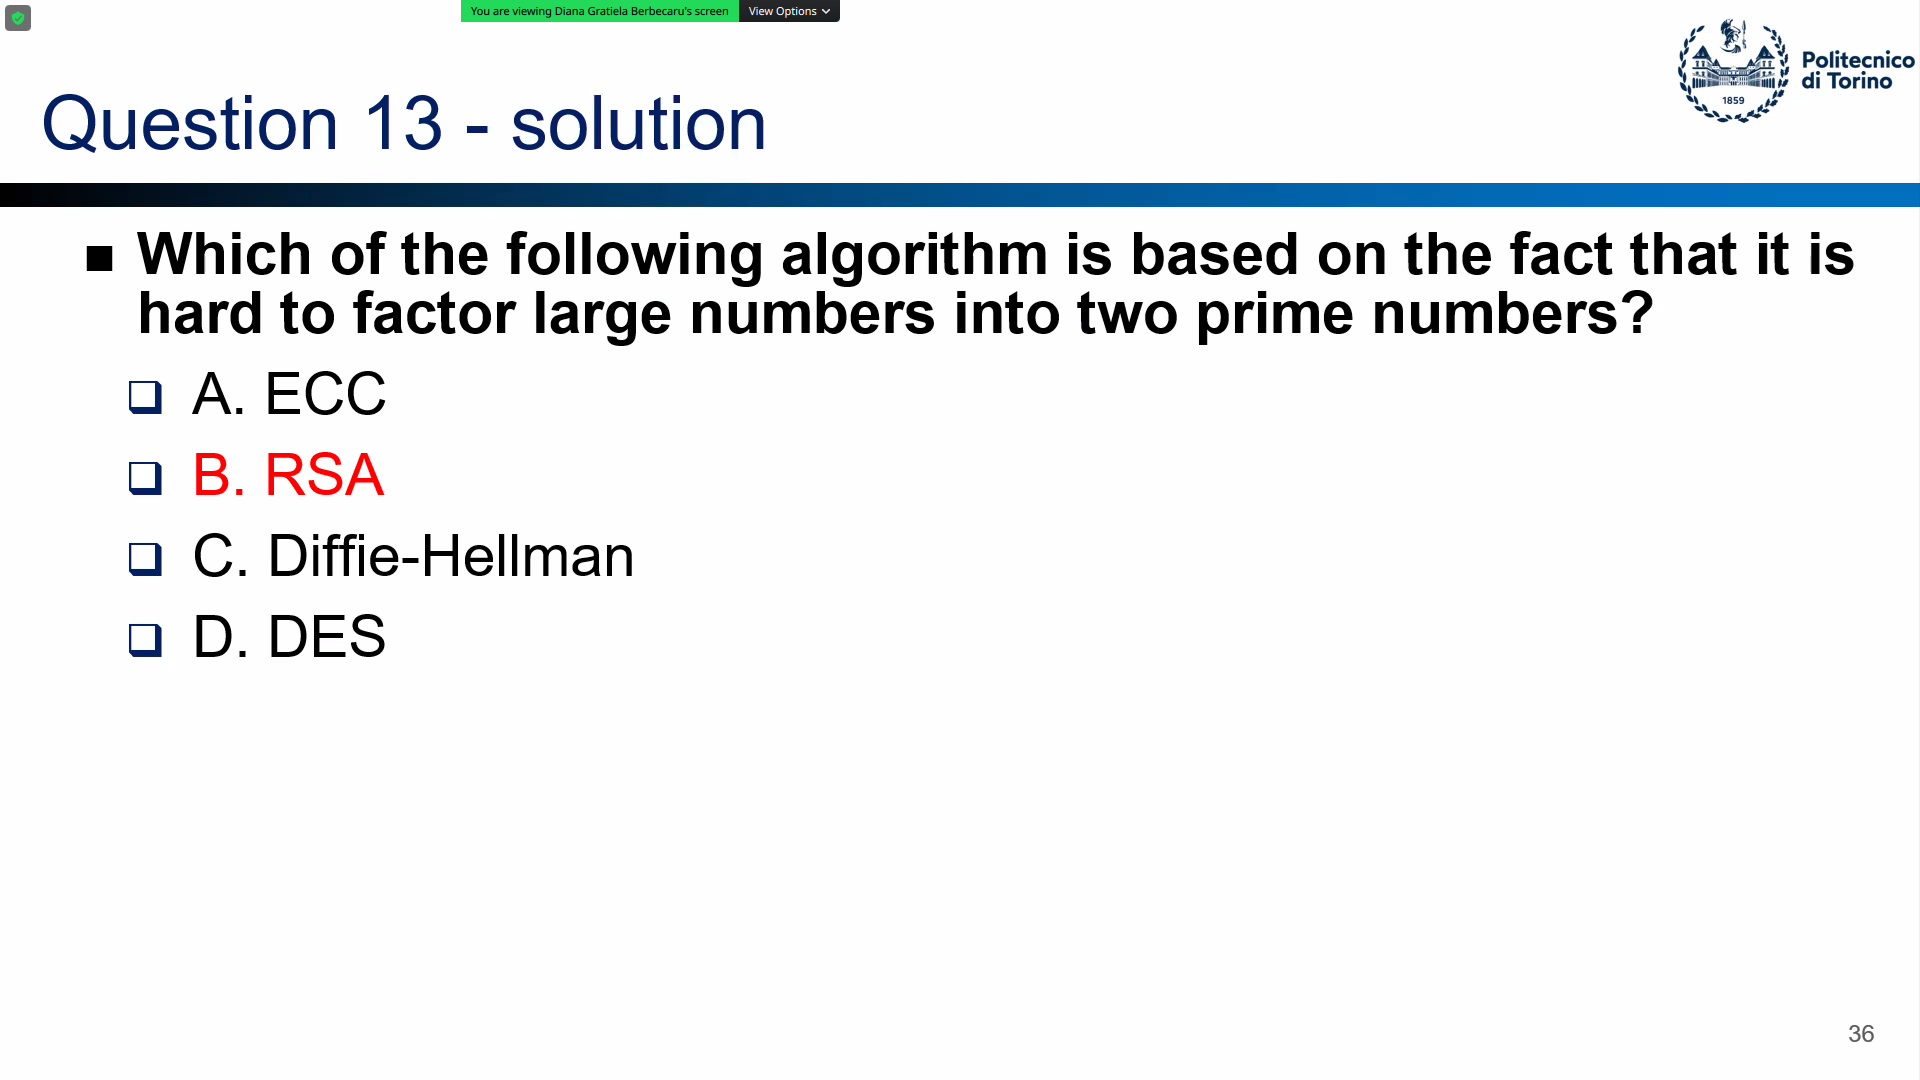 You are viewing Diana Gratiela Berbecaru's screen View Options
Politecnico
di Torino
1859
Question 13 - solution
Which of the following algorithm is based on the fact that it is
hard to factor large numbers into two prime numbers?
A. ECC
B. RSA
C. Diffie-Hellman
D. DES
36